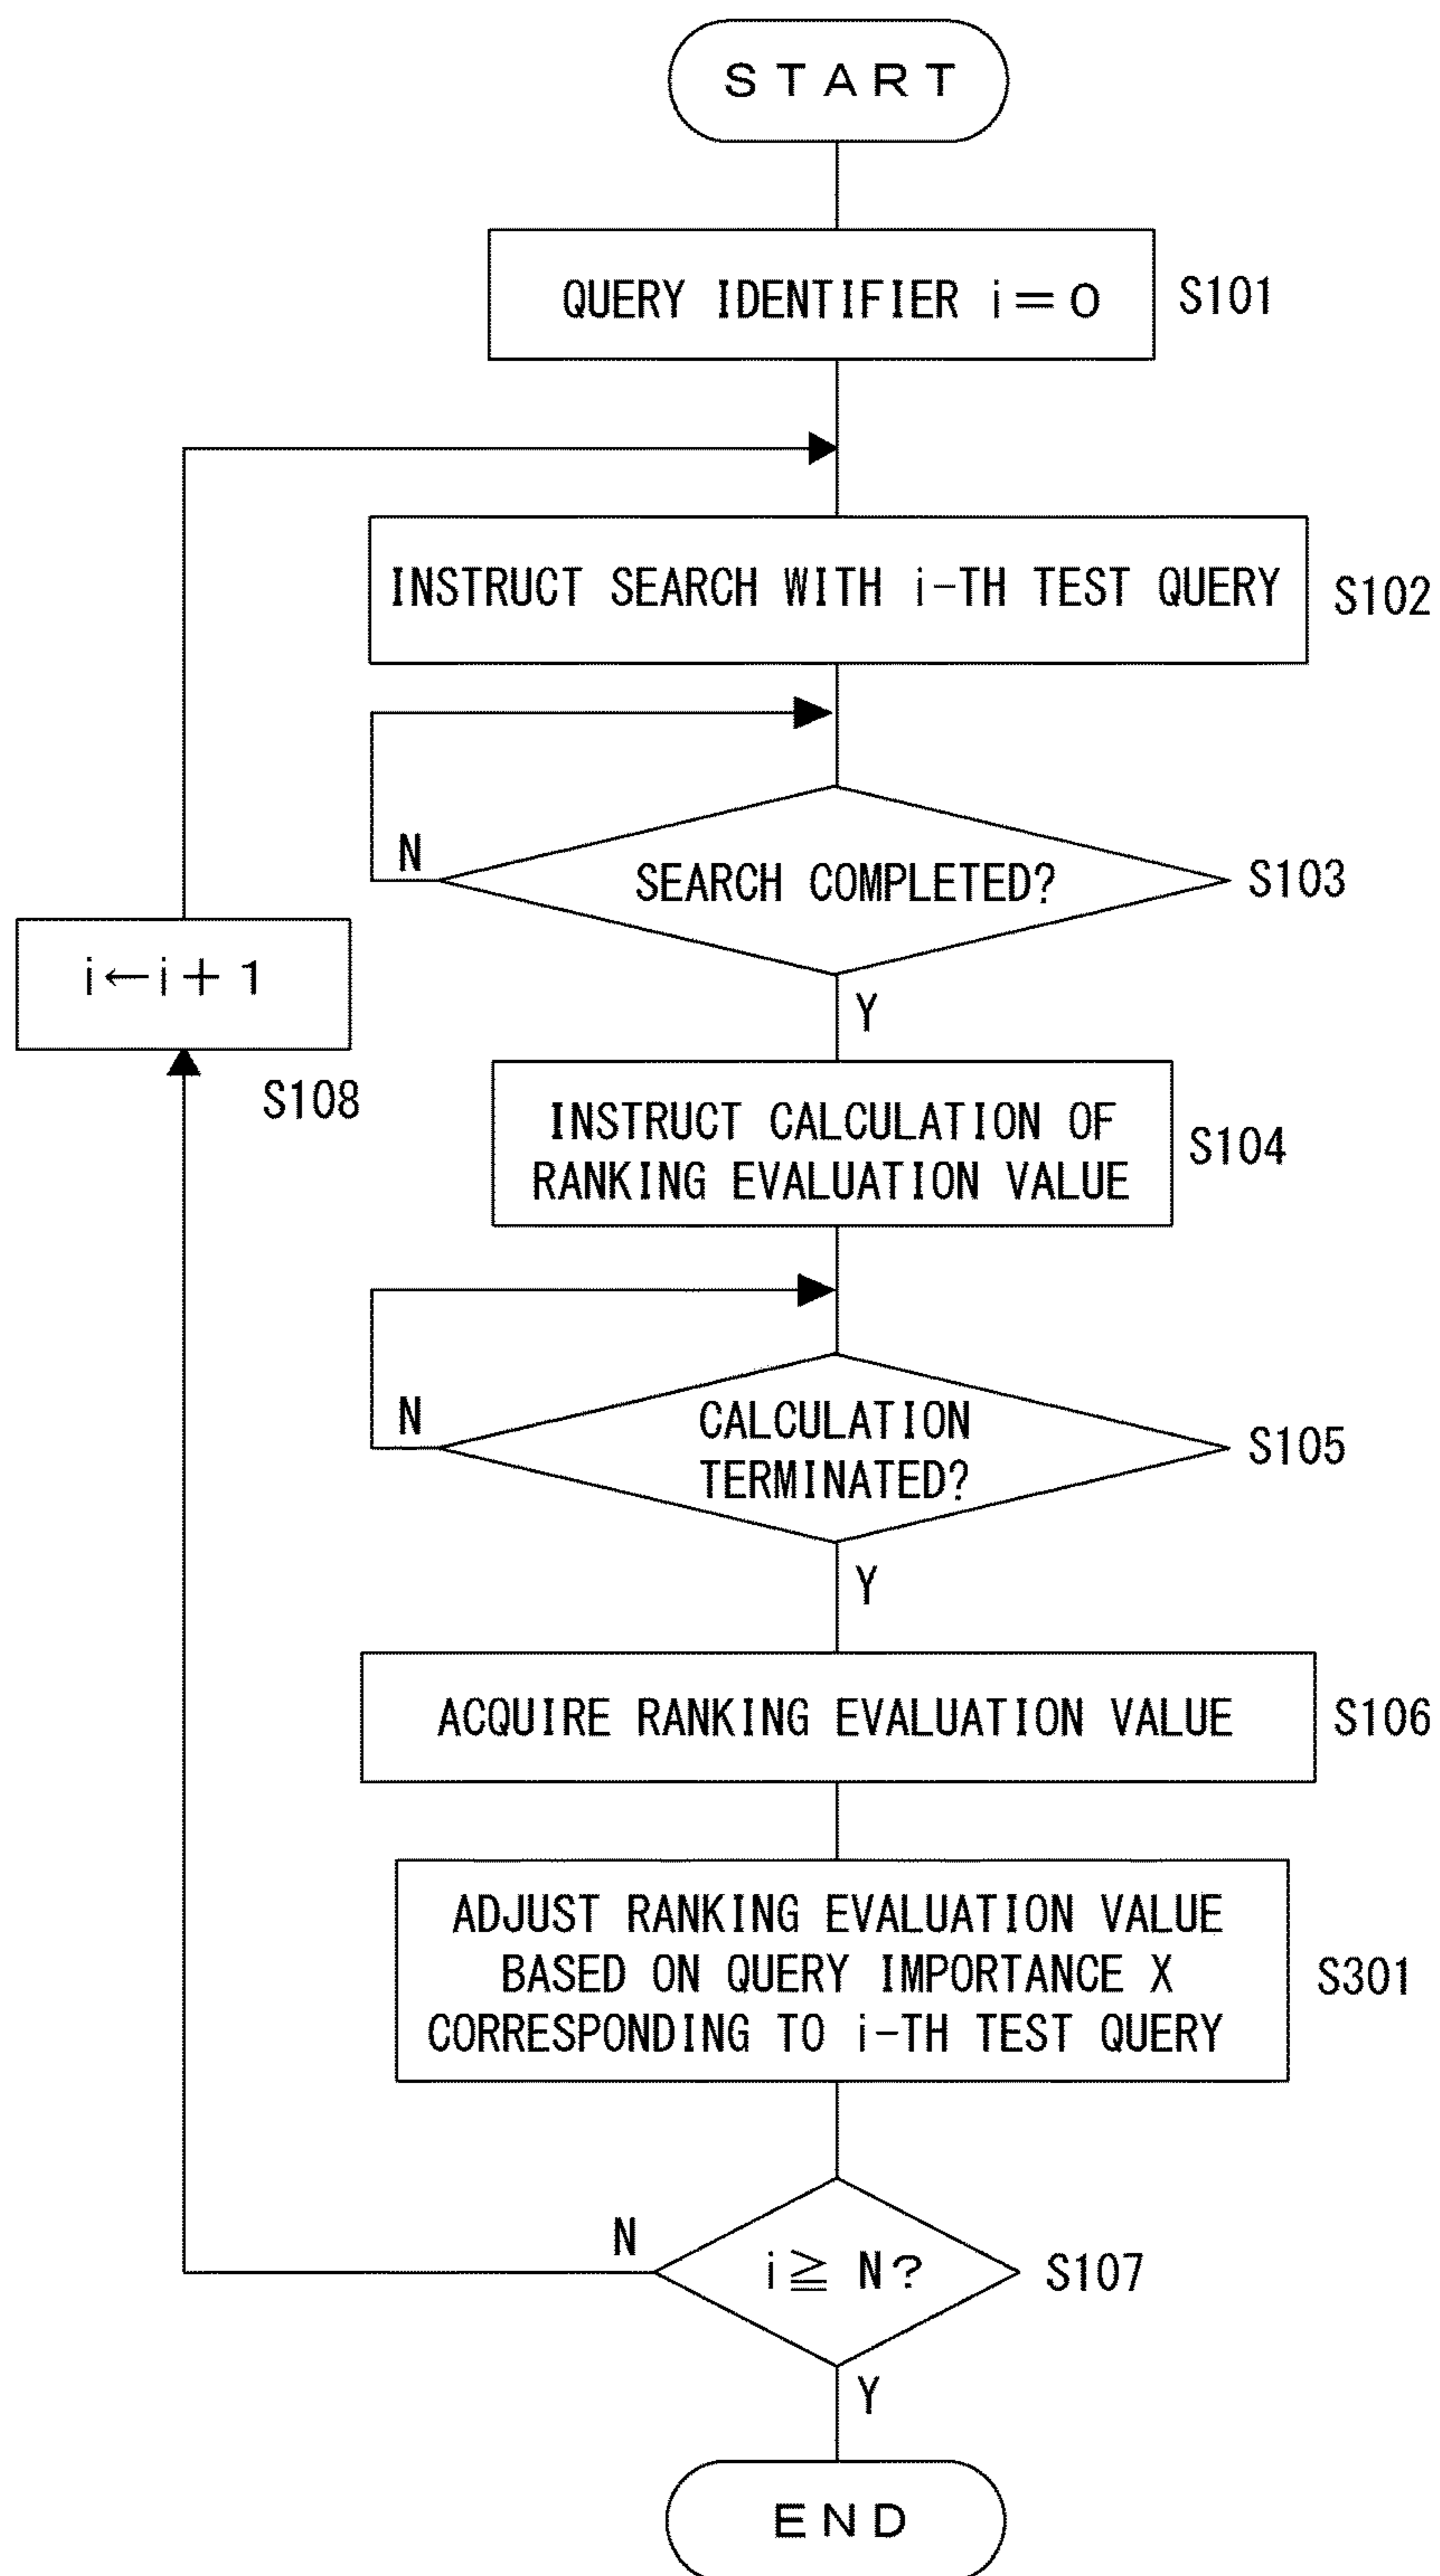 START
QUERY IDENTIFIER i=0
S101
INSTRUCT SEARCH WITH i-TH TEST QUERY
S102
N
SEARCH COMPLETED?
S103
i←i+1
Y
S108
INSTRUCT CALCULATION OF
RANKING EVALUATION VALUE
S104
N
CALCULATION
TERMINATED?
S105
Y
ACQUIRE RANKING EVALUATION VALUE
S106
ADJUST RANKING EVALUATION VALUE
BASED ON QUERY IMPORTANCE X
CORRESPONDING TO i-TH TEST QUERY
S301
N
i≧ N?
S107
Y
END